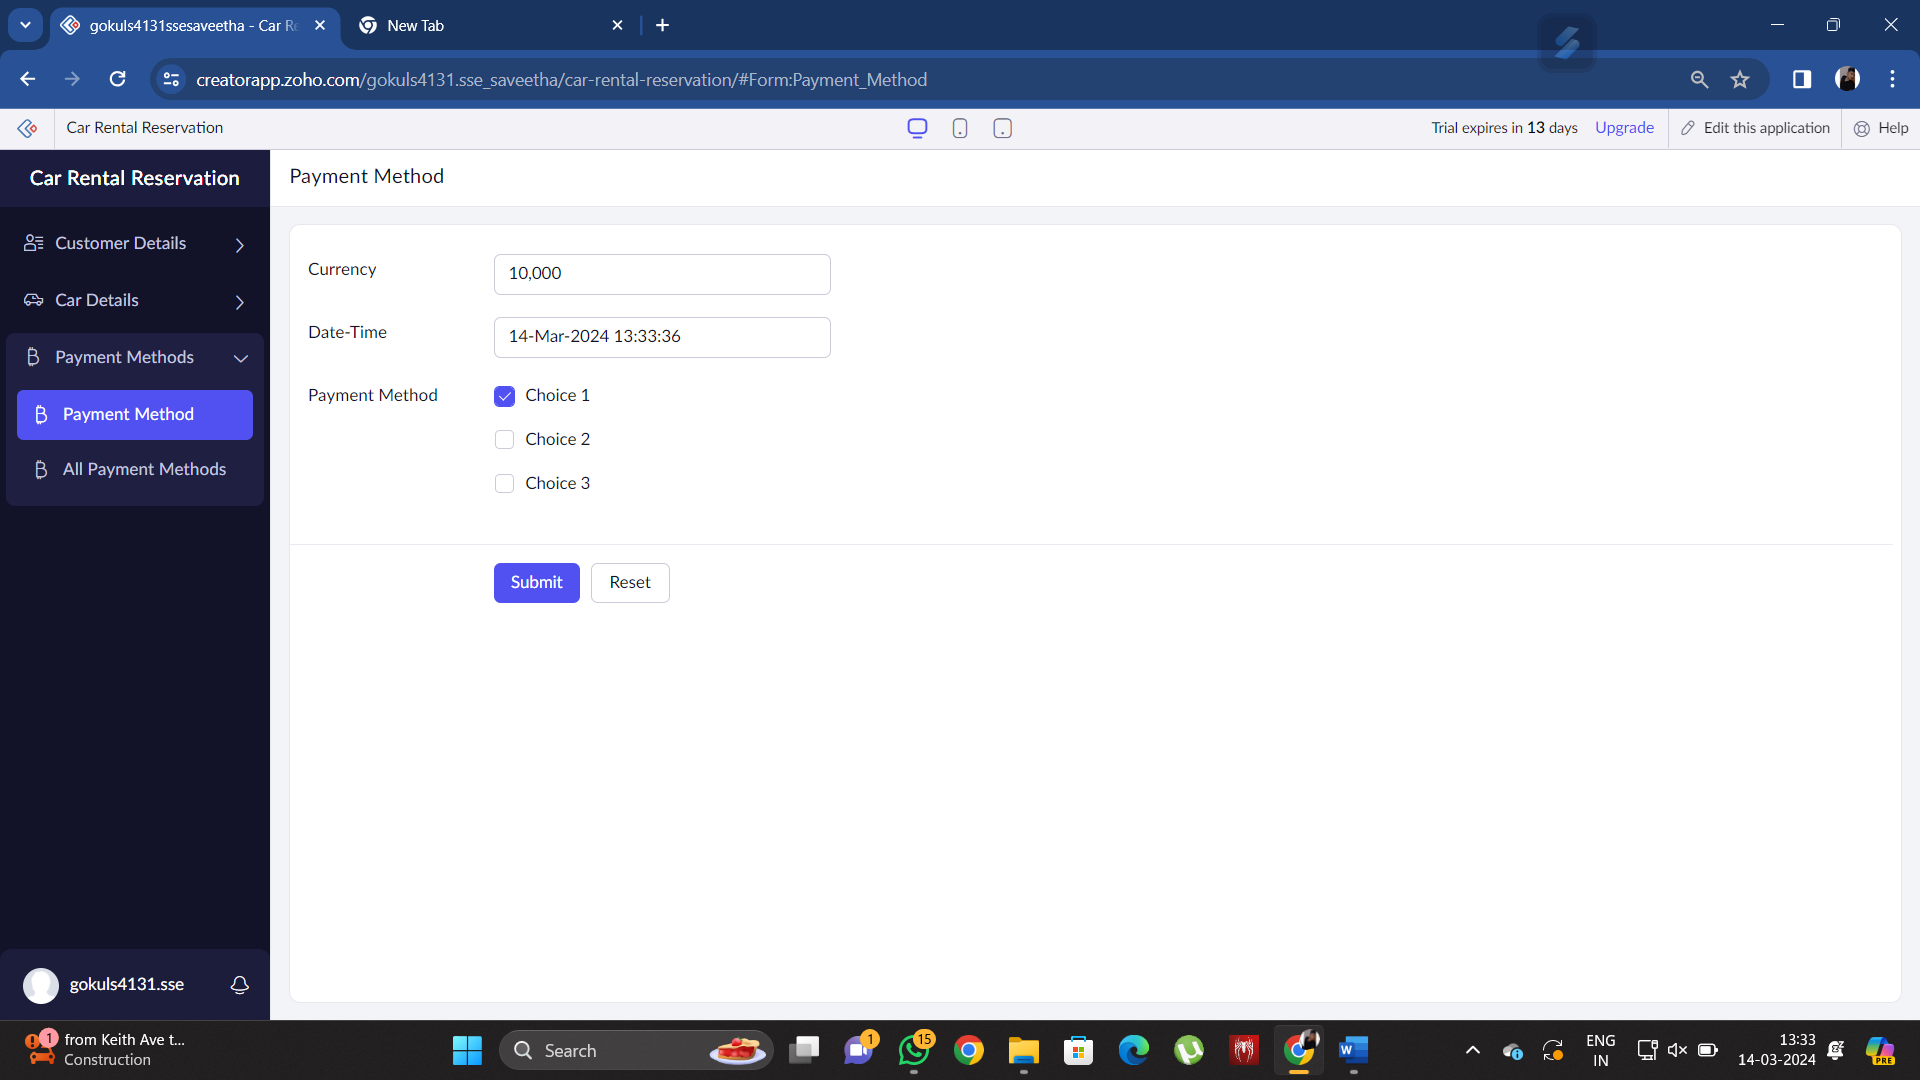 gokuls4131ssesaveetha - Car Re
New Tab
creatorapp.zoho.com/gokuls4131.sse_saveetha/car-rental-reservation/#Form:Payment_Method
Car Rental Reservation
Trial expires in 13 days
Upgrade
Edit this application
Help
Car Rental Reservation
Payment Method
Customer Details
Car Details
Payment Methods
Payment Method
All Payment Methods
Currency
10,000
Date-Time
14-Mar-2024 13:33:36
Payment Method
Choice 1
Choice 2
Choice 3
Submit
Reset
gokuls4131.sse
1
from Keith Ave t...
Construction
Search
1
15
W
ENG
IN
13:33
14-03-2024
PRE